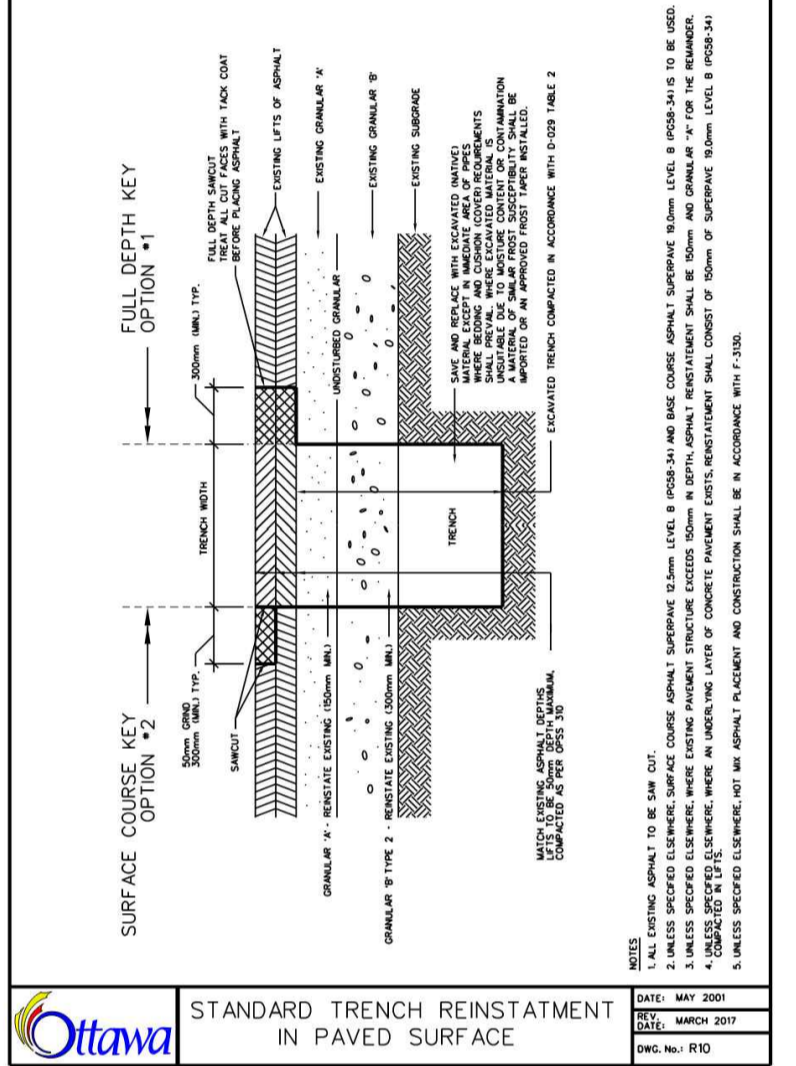 SURFACE COURSE KEY
OPTION #2
FULL DEPTH KEY
OPTION #1
50mm GRIND
300mm (MIN.) TYP.
TRENCH WIDTH
300mm (MIN.) TYP.
FULL DEPTH SAWCUT
TREAT ALL CUT FACES WITH TACK COAT
BEFORE PLACING ASPHALT
SAWCUT
EXISTING LIFTS OF ASPHALT
GRANULAR 'A' - REINSTATE EXISTING (150mm MIN.)
EXISTING GRANULAR 'A'
UNDISTURBED GRANULAR
GRANULAR 'B' TYPE 2 - REINSTATE EXISTING (300mm MIN.)
EXISTING GRANULAR 'B'
EXISTING SUBGRADE
TRENCH
SAVE AND REPLACE WITH EXCAVATED (NATIVE)
MATERIAL EXCEPT IN IMMEDIATE AREA OF PIPES
WHERE BEDDING AND CUSHION (COVER) REQUIREMENTS
SHALL PREVAIL. WHERE EXCAVATED MATERIAL IS
UNSUITABLE DUE TO MOISTURE CONTENT OR CONTAMINATION
A MATERIAL OF SIMILAR FROST SUSCEPTIBILITY SHALL BE
IMPORTED OR AN APPROVED FROST TAPER INSTALLED.
MATCH EXISTING ASPHALT DEPTHS
LIFTS TO BE 50mm DEPTH MAXIMUM,
COMPACTED AS PER OPSS 310
EXCAVATED TRENCH COMPACTED IN ACCORDANCE WITH D-029 TABLE 2
NOTES
1. ALL EXISTING ASPHALT TO BE SAW CUT.
2. UNLESS SPECIFIED ELSEWHERE, SURFACE COURSE ASPHALT SUPERPAVE 12.5mm LEVEL B (PG58-34) AND BASE COURSE ASPHALT SUPERPAVE 19.0mm LEVEL B (PG58-34) IS TO BE USED.
3. UNLESS SPECIFIED ELSEWHERE, WHERE EXISTING PAVEMENT STRUCTURE EXCEEDS 150mm IN DEPTH, ASPHALT REINSTATEMENT SHALL BE 150mm AND GRANULAR "A" FOR THE REMAINDER.
4. UNLESS SPECIFIED ELSEWHERE, WHERE AN UNDERLYING LAYER OF CONCRETE PAVEMENT EXISTS, REINSTATEMENT SHALL CONSIST OF 150mm OF SUPERPAVE 19.0mm LEVEL B (PG58-34)
COMPACTED IN LIFTS.
5. UNLESS SPECIFIED ELSEWHERE, HOT MIX ASPHALT PLACEMENT AND CONSTRUCTION SHALL BE IN ACCORDANCE WITH F-3130.
Ottawa
STANDARD TRENCH REINSTATMENT
IN PAVED SURFACE
DATE: MAY 2001
REV. DATE: MARCH 2017
DWG. No.: R10